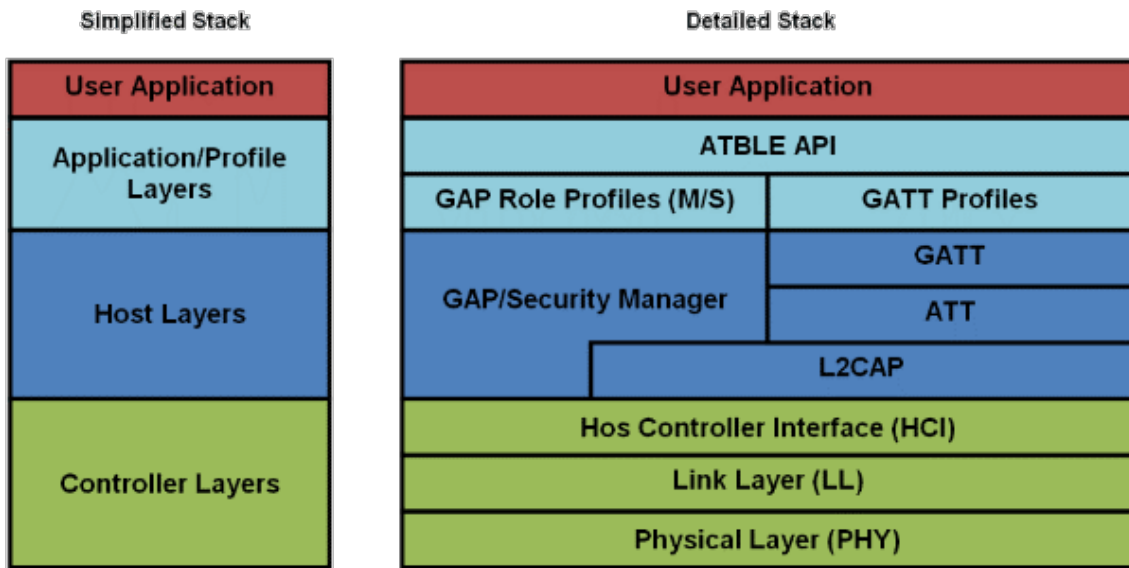 Simplified Stack
Detailed Stack
User Application
Application/Profile
Layers
Host Layers
Controller Layers
User Application
ATBLE API
GAP Role Profiles (M/S)
GATT Profiles
GAP/Security Manager
GATT
ATT
L2CAP
Hos Controller Interface (HCI)
Link Layer (LL)
Physical Layer (PHY)